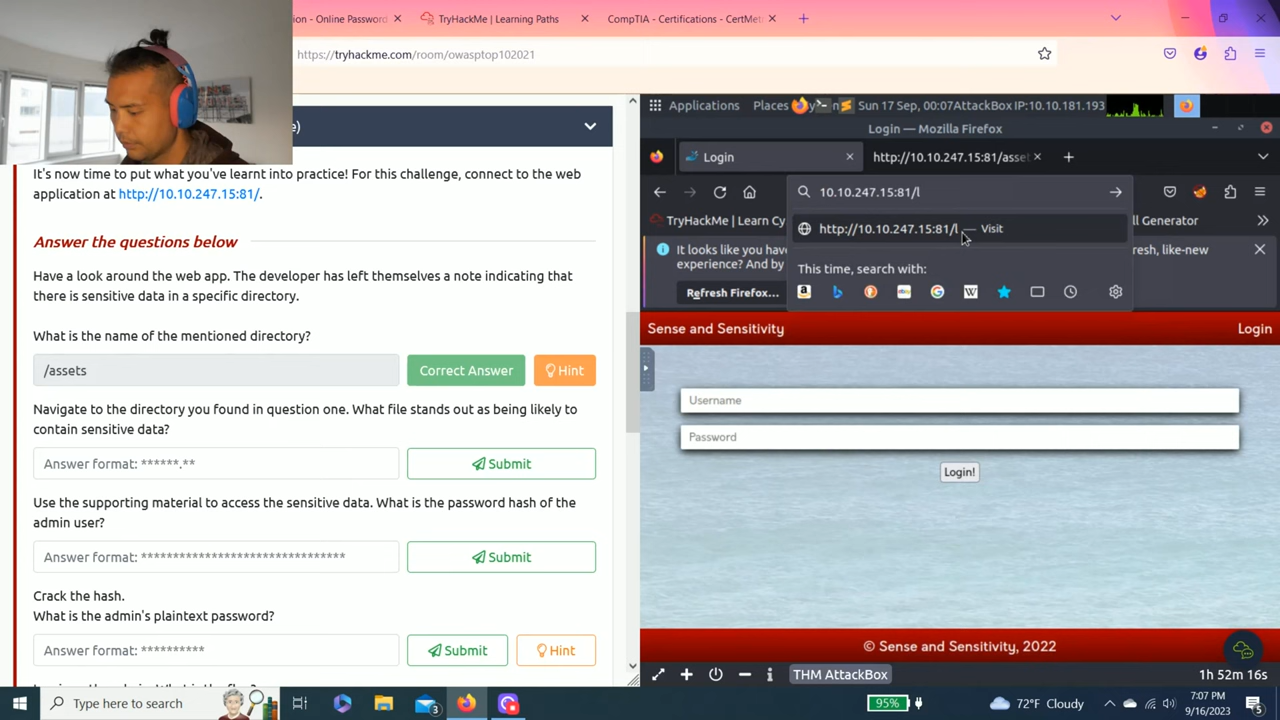 ion - Online Password
TryHackMe | Learning Paths
CompTIA - Certifications - CertMet
https://tryhackme.com/room/owasptop102021
e)
It's now time to put what you've learnt into practice! For this challenge, connect to the web
application at http://10.10.247.15:81/.
Answer the questions below
Have a look around the web app. The developer has left themselves a note indicating that
there is sensitive data in a specific directory.
What is the name of the mentioned directory?
/assets
Correct Answer
Hint
Navigate to the directory you found in question one. What file stands out as being likely to
contain sensitive data?
Answer format: ******.**
Submit
Use the supporting material to access the sensitive data. What is the password hash of the
admin user?
Answer format: ********************************
Submit
Crack the hash.
What is the admin's plaintext password?
Answer format: **********
Submit
Hint
Applications Places Sun 17 Sep, 00:07 AttackBox IP:10.10.181.193
Login — Mozilla Firefox
Login
http://10.10.247.15:81/asset
10.10.247.15:81/l
TryHackMe | Learn Cy
ll Generator
http://10.10.247.15:81/l — Visit
It looks like you have
resh, like-new
experience? And by
This time, search with:
Refresh Firefox...
Sense and Sensitivity
Login
Username
Password
Login!
© Sense and Sensitivity, 2022
THM AttackBox
1h 52m 16s
Type here to search
3
95%
72°F Cloudy
7:07 PM
9/16/2023
5